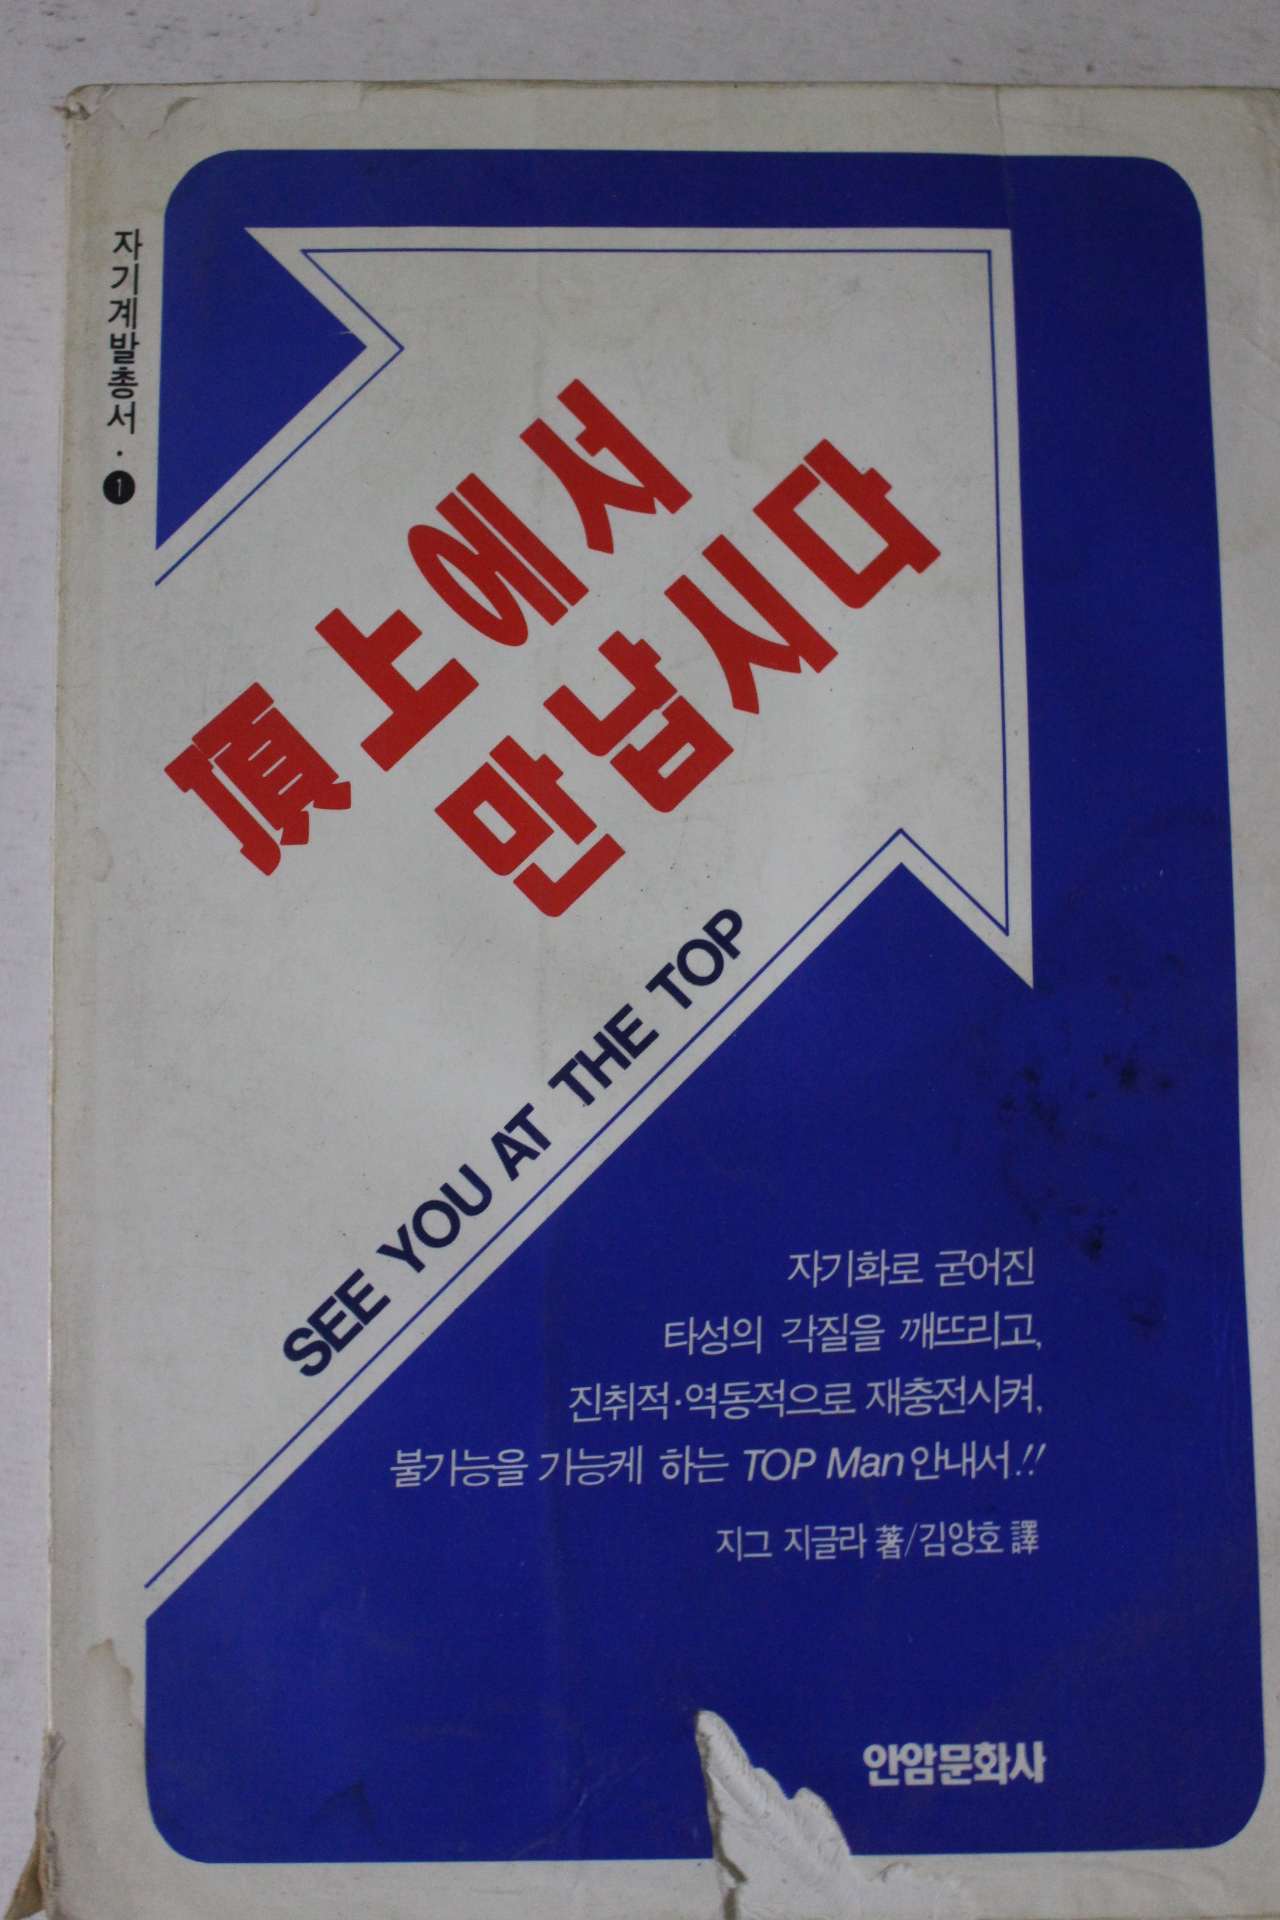 자기계발총서·1
頂上에서
만납시다
SEE YOU AT THE TOP
자기화로 굳어진
타성의 각질을 깨뜨리고,
진취적·역동적으로 재충전시켜,
불가능을 가능케 하는 TOP Man안내서!!
지그 지글라 著/김양호 譯
안암문화사